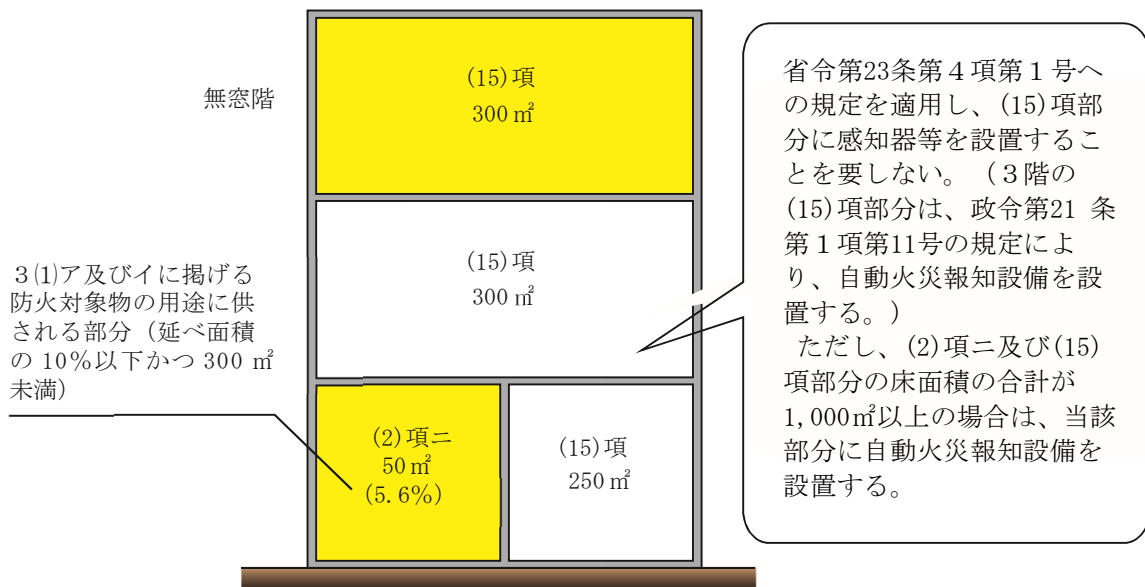 無窓階
(15)項
300 ㎡
(15)項
300 ㎡
(2)項ニ
50 ㎡
(5.6%)
(15)項
250 ㎡
3⑴ア及びイに掲げる
防火対象物の用途に供
される部分（延べ面積
の 10％以下かつ 300 ㎡
未満）
省令第23条第４項第１号ヘ
の規定を適用し、(15)項部
分に感知器等を設置するこ
とを要しない。（３階の
(15)項部分は、政令第21 条
第１項第11号の規定によ
り、自動火災報知設備を設
置する。）
ただし、(2)項ニ及び(15)
項部分の床面積の合計が
1,000㎡以上の場合は、当該
部分に自動火災報知設備を
設置する。